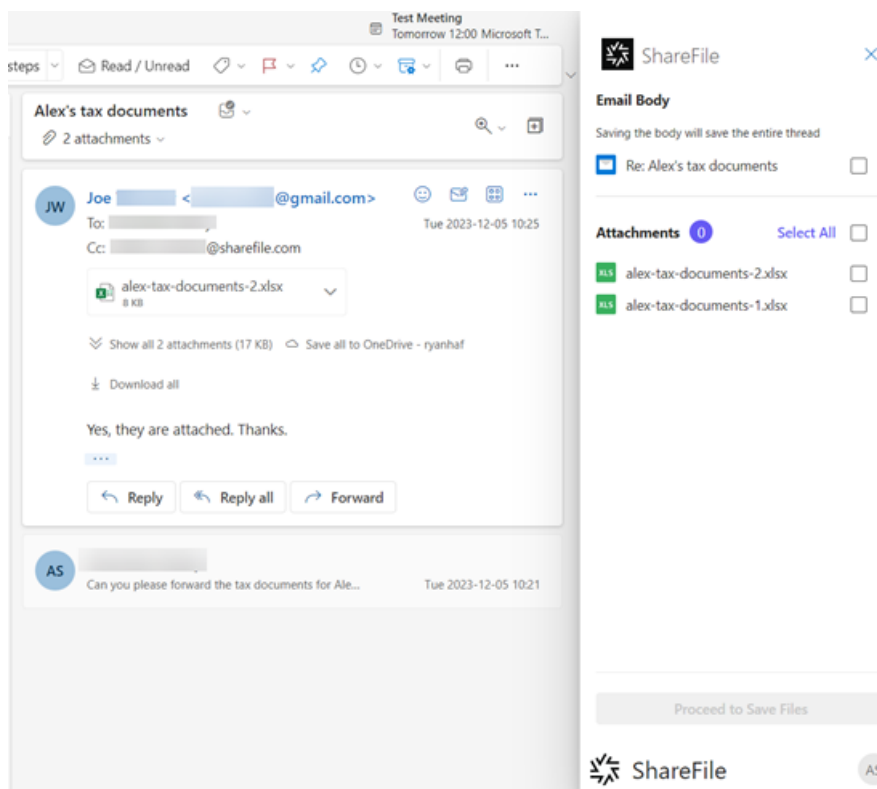 Test Meeting
Tomorrow 12:00 Microsoft T...
steps
Read / Unread
...
Alex's tax documents
2 attachments
JW
Joe < @gmail.com>
To: ,
Tue 2023-12-05 10:25
Cc: @sharefile.com
alex-tax-documents-2.xlsx
8 KB
Show all 2 attachments (17 KB) Save all to OneDrive - ryanhaf
Download all
Yes, they are attached. Thanks.
...
Reply Reply all Forward
AS
Can you please forward the tax documents for Ale...
Tue 2023-12-05 10:21
ShareFile
Email Body
Saving the body will save the entire thread
Re: Alex's tax documents
Attachments 0 Select All
XLS alex-tax-documents-2.xlsx
XLS alex-tax-documents-1.xlsx
Proceed to Save Files
ShareFile
AS